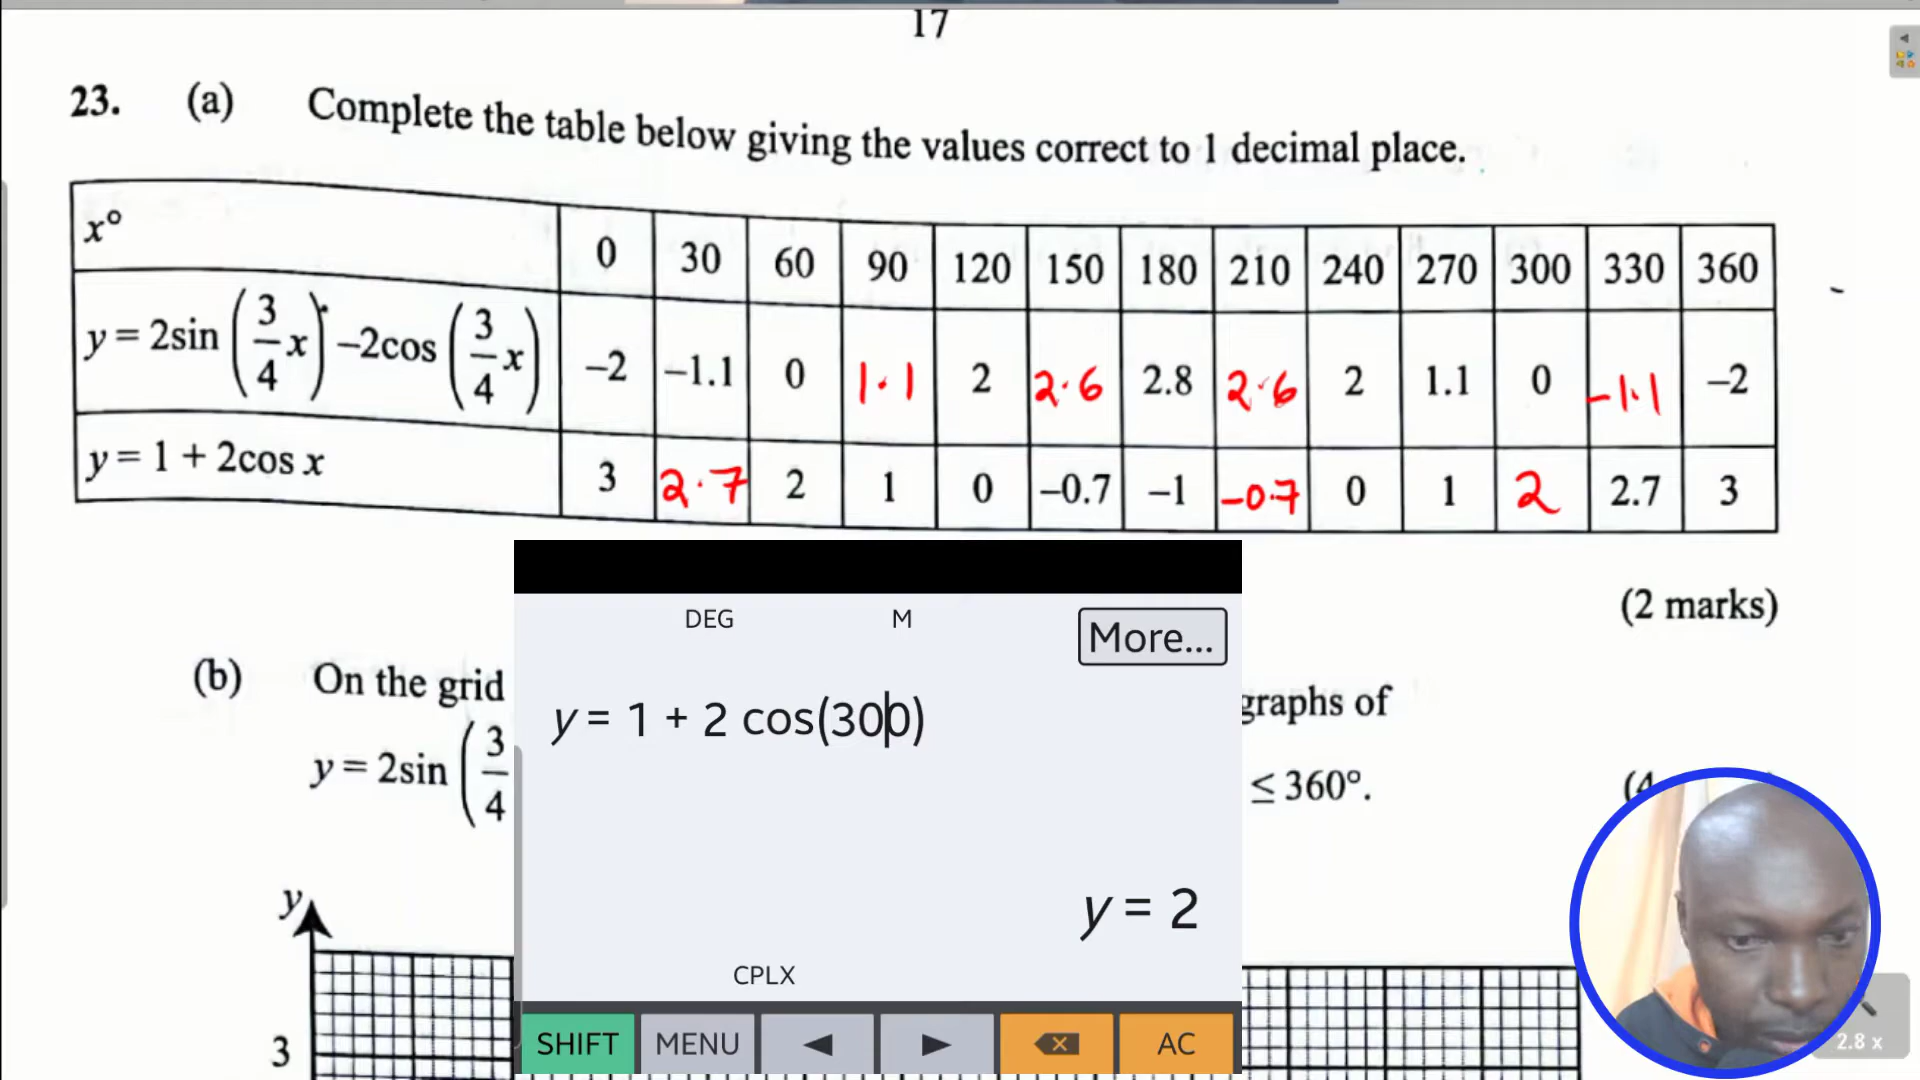 17
23. (a) Complete the table below giving the values correct to 1 decimal place.
x° 0 30 60 90 120 150 180 210 240 270 300 330 360
y = 2sin (3/4 x) –2cos (3/4 x) –2 –1.1 0 1.1 2 2.6 2.8 2.6 2 1.1 0 –1.1 –2
y = 1 + 2cos x 3 2.7 2 1 0 –0.7 –1 –0.7 0 1 2 2.7 3
(2 marks)
DEG M More...
(b) On the grid
graphs of
y = 1 + 2 cos(300)
y = 2sin (3/4
≤ 360°.
(4
y
y = 2
CPLX
3
SHIFT MENU ◀ ▶ AC
2.8 x